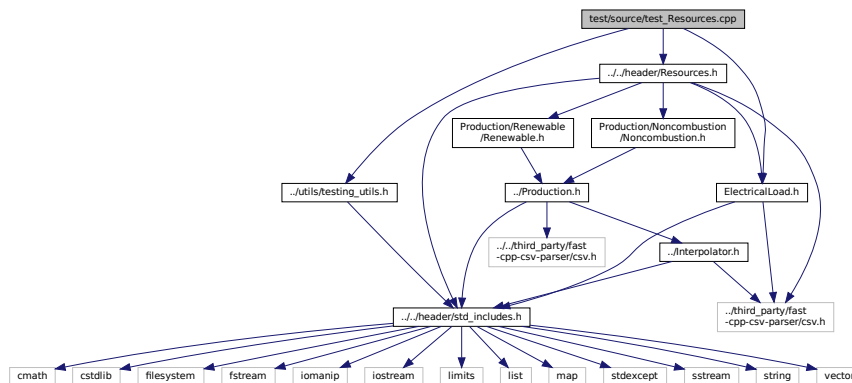 test/source/test_Resources.cpp
../../header/Resources.h
Production/Renewable
/Renewable.h
Production/Noncombustion
/Noncombustion.h
../utils/testing_utils.h
../Production.h
ElectricalLoad.h
../../third_party/fast
-cpp-csv-parser/csv.h
../Interpolator.h
../third_party/fast
-cpp-csv-parser/csv.h
../../header/std_includes.h
cmath
cstdlib
filesystem
fstream
iomanip
iostream
limits
list
map
stdexcept
sstream
string
vector